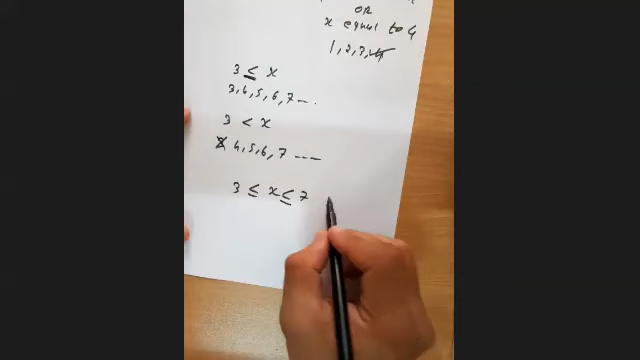 OR
x equal to 4
1, 2, 3, 4
3 ≤ x
3, 4, 5, 6, 7 ...
3 < x
4, 5, 6, 7 ---
3 ≤ x ≤ 7